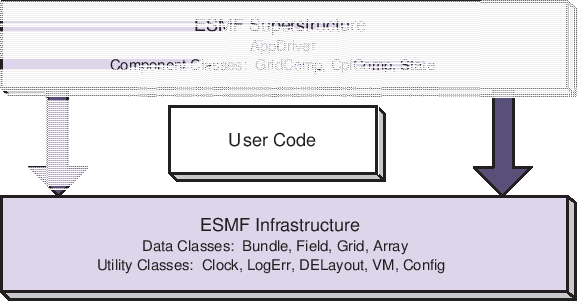 ESMF Superstructure
AppDriver
Component Classes: GridComp, CplComp, State
User Code
ESMF Infrastructure
Data Classes: Bundle, Field, Grid, Array
Utility Classes: Clock, LogErr, DELayout, VM, Config